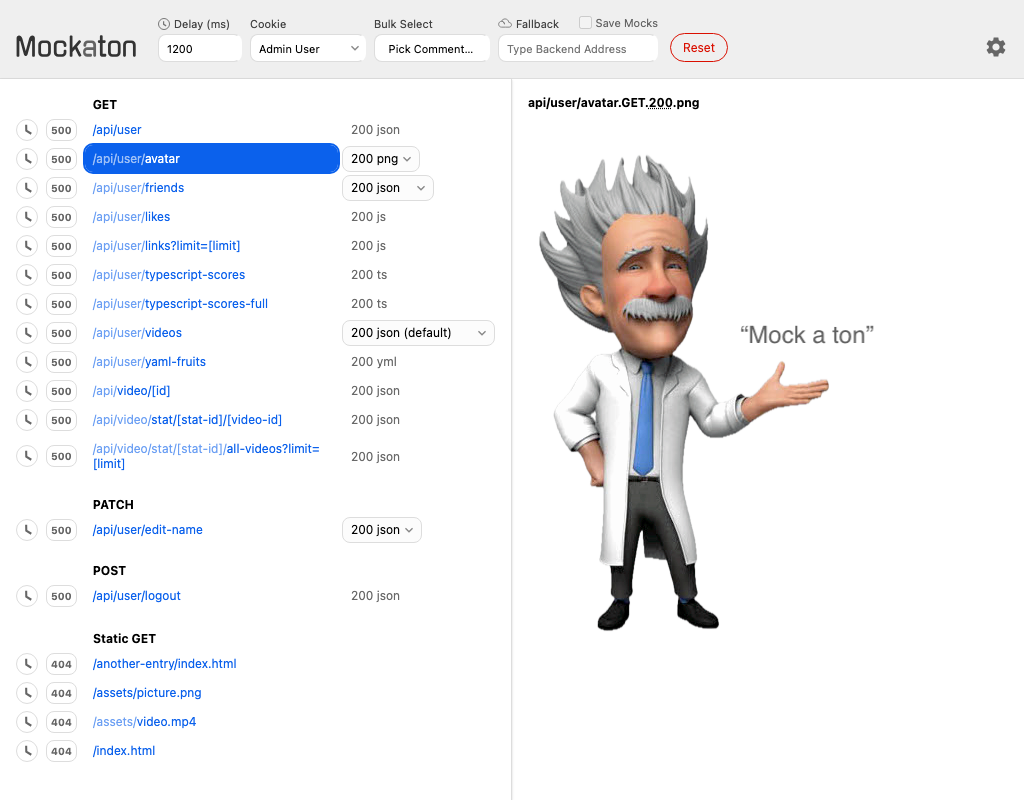 Mockaton
Delay (ms)
1200
Cookie
Admin User
Bulk Select
Pick Comment...
Fallback
Save Mocks
Type Backend Address
Reset
GET
500 /api/user 200 json
500 /api/user/avatar 200 png
500 /api/user/friends 200 json
500 /api/user/likes 200 js
500 /api/user/links?limit=[limit] 200 js
500 /api/user/typescript-scores 200 ts
500 /api/user/typescript-scores-full 200 ts
500 /api/user/videos 200 json (default)
500 /api/user/yaml-fruits 200 yml
500 /api/video/[id] 200 json
500 /api/video/stat/[stat-id]/[video-id] 200 json
500 /api/video/stat/[stat-id]/all-videos?limit=
[limit] 200 json
PATCH
500 /api/user/edit-name 200 json
POST
500 /api/user/logout 200 json
Static GET
404 /another-entry/index.html
404 /assets/picture.png
404 /assets/video.mp4
404 /index.html
api/user/avatar.GET.200.png
“Mock a ton”